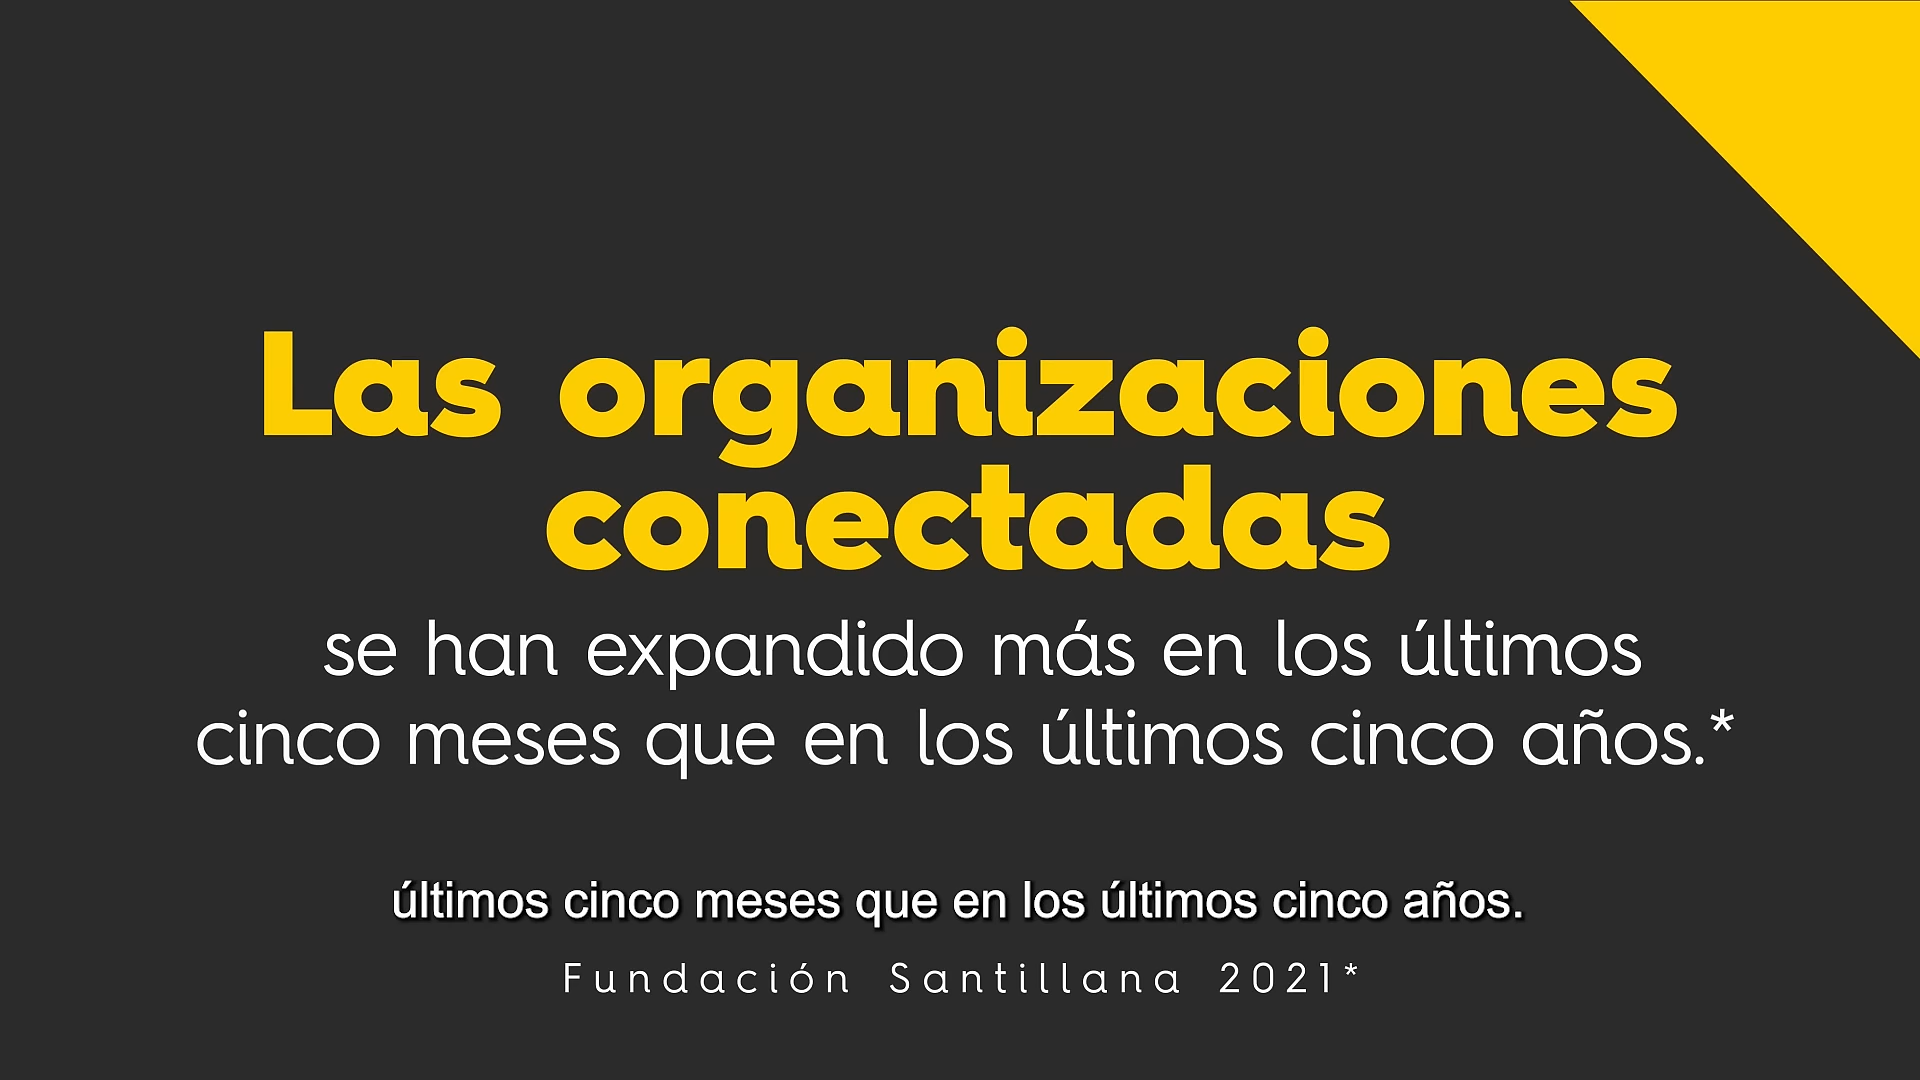 Las organizaciones
conectadas
se han expandido más en los últimos
cinco meses que en los últimos cinco años.*
últimos cinco meses que en los últimos cinco años.
Fundación Santillana 2021*